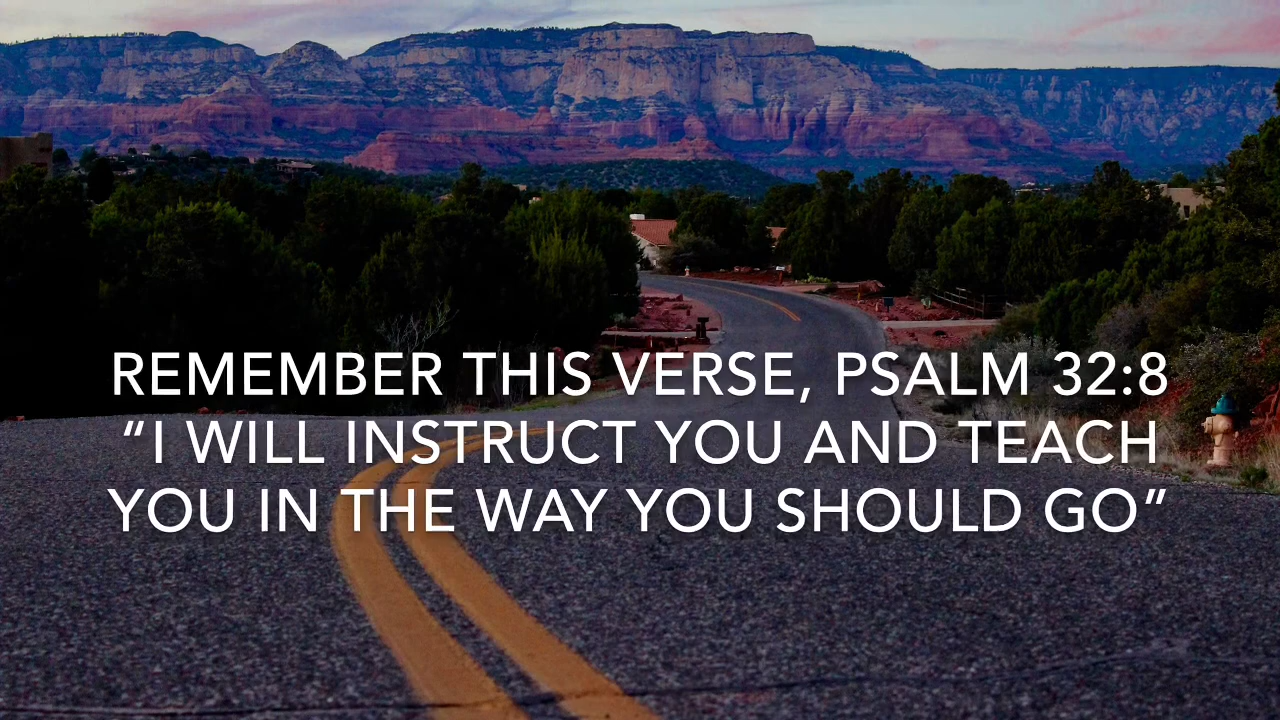 REMEMBER THIS VERSE, PSALM 32:8
“I WILL INSTRUCT YOU AND TEACH
YOU IN THE WAY YOU SHOULD GO”